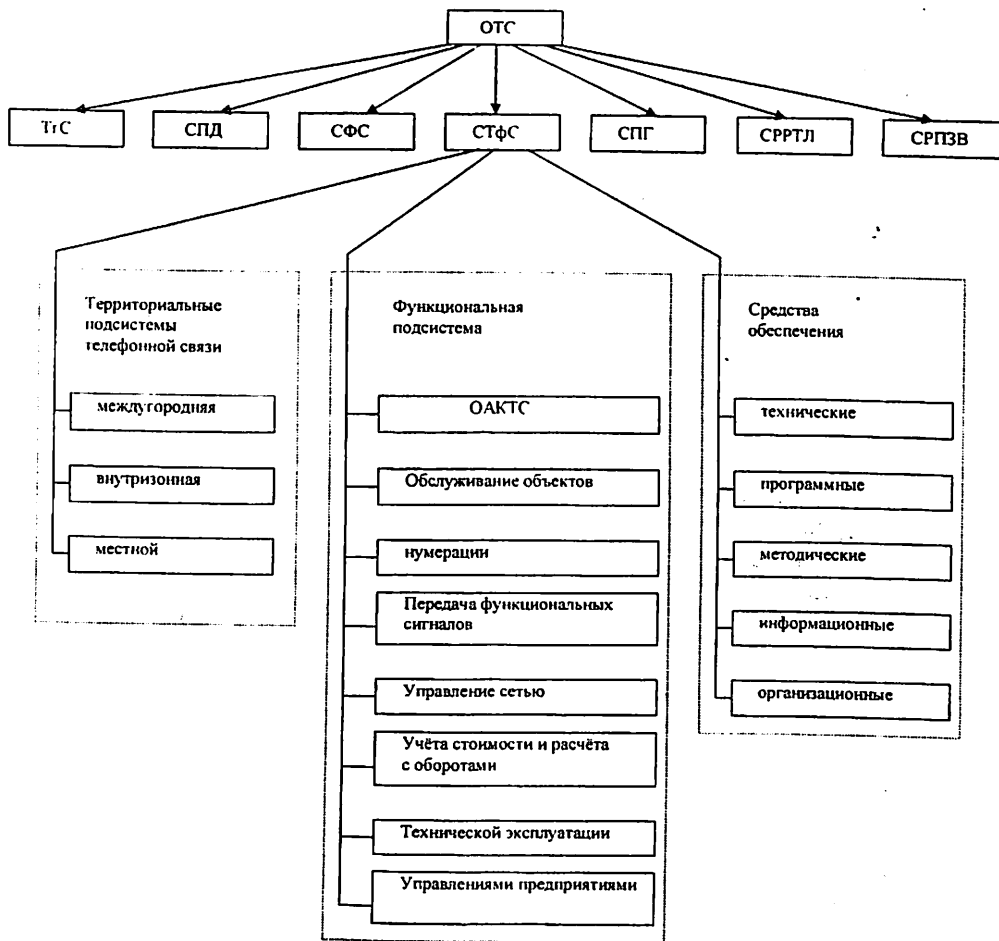 ОТС
ТгС
СПД
СФС
СТфС
СПГ
СРРТЛ
СРПЗВ
Территориальные
подсистемы
телефонной связи
междугородняя
внутризонная
местной
Функциональная
подсистема
ОАКТС
Обслуживание объектов
нумерации
Передача функциональных
сигналов
Управление сетью
Учёта стоимости и расчёта
с оборотами
Технической эксплуатации
Управлениями предприятиями
Средства
обеспечения
технические
программные
методические
информационные
организационные